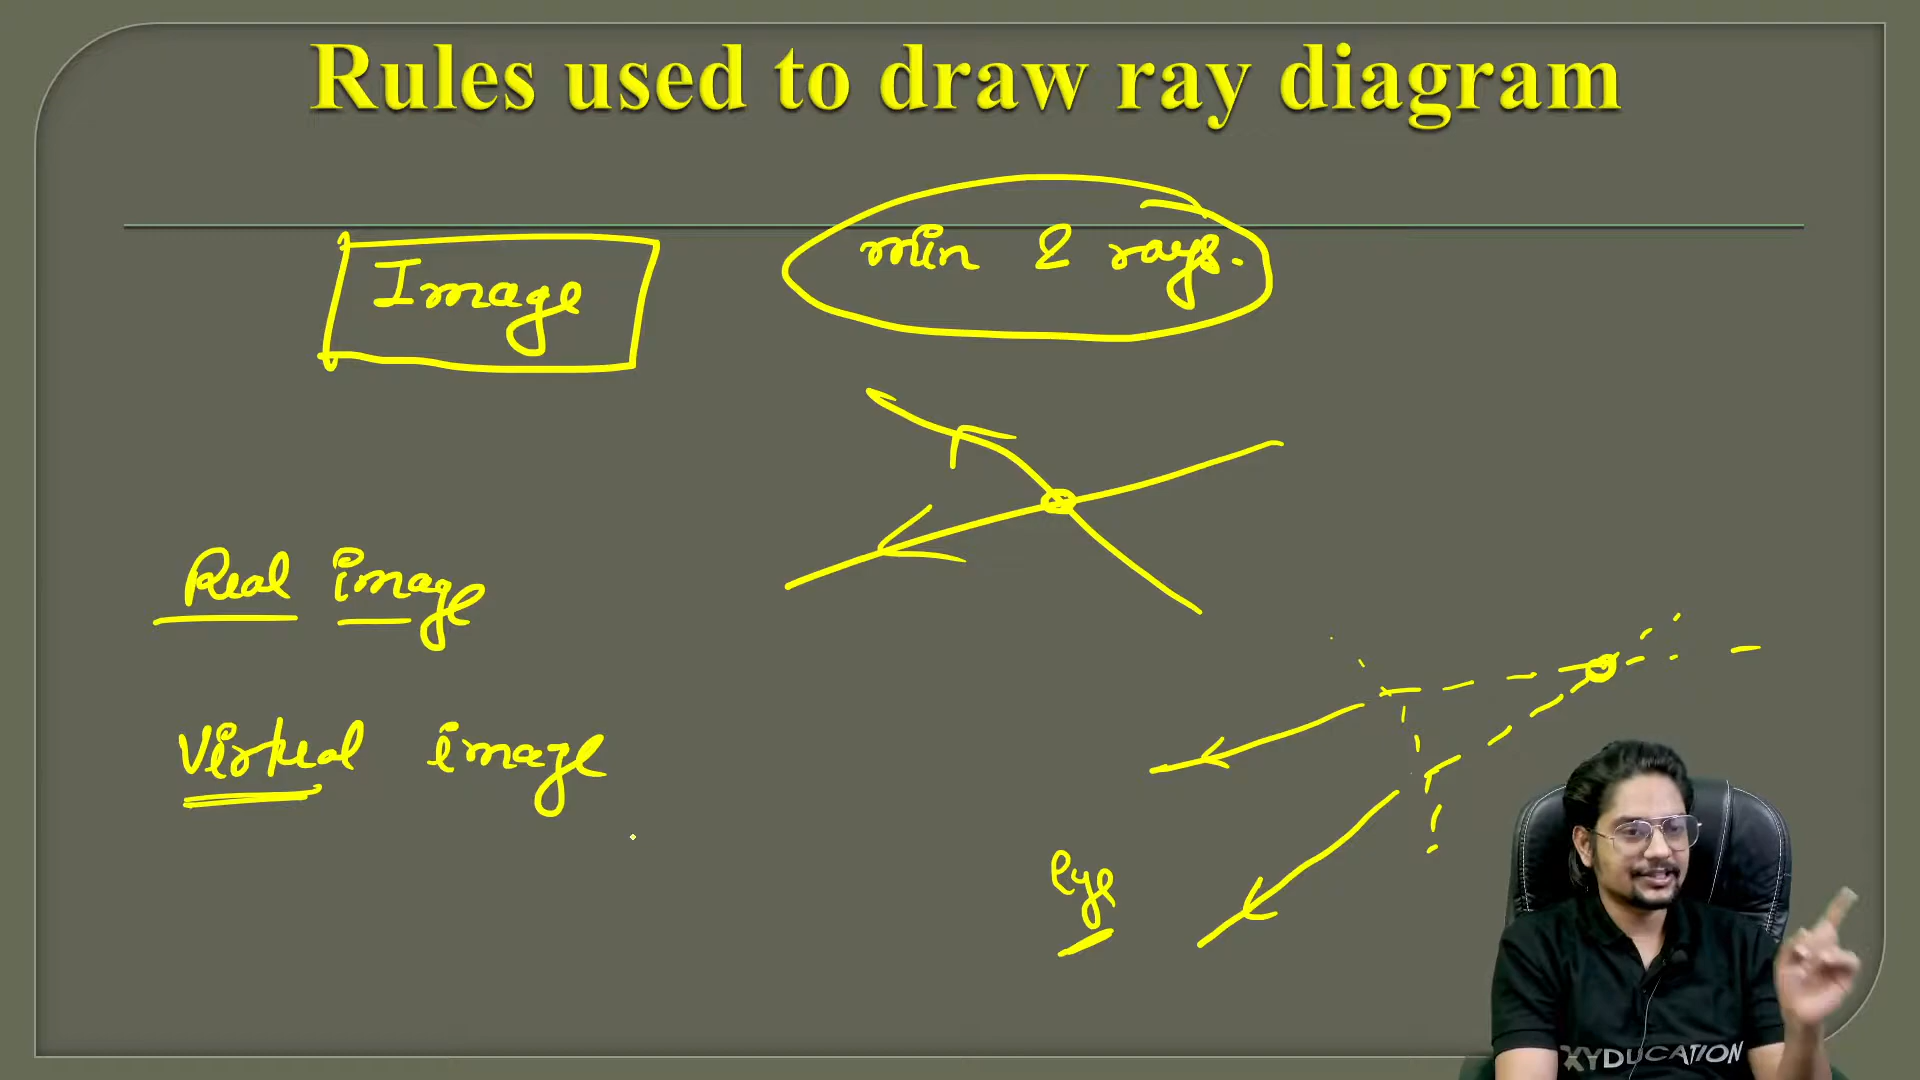 Rules used to draw ray diagram
Image
min 2 rays.
Real image
Virtual image
eye
XYDUCATION